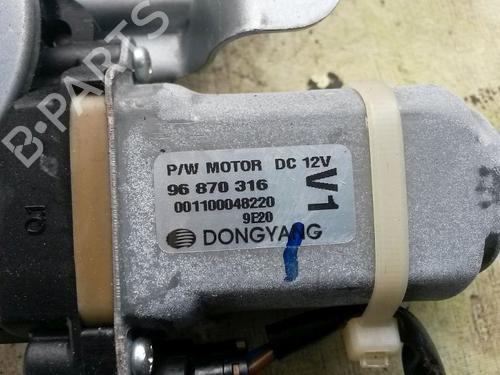 B-PARTS
P/W MOTOR DC 12V
96 870 316
001100048220
9E20
V1
DONGYANG